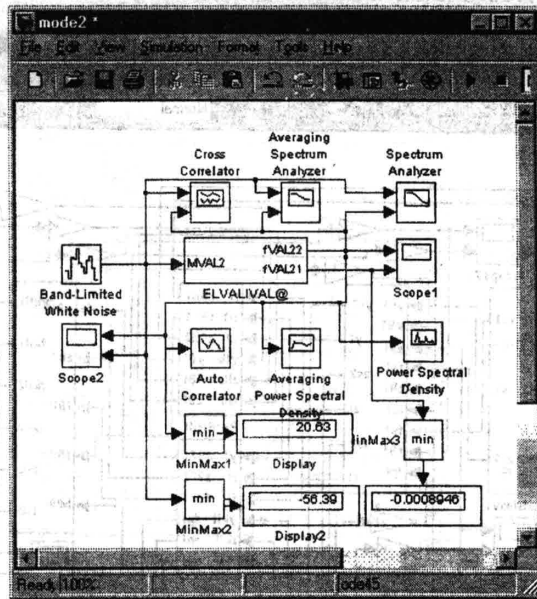 mode2 *
File Edit View Simulation Format Tools Help
Cross
Correlator
Averaging
Spectrum
Analyzer
Spectrum
Analyzer
MVAL2
fVAL22
fVAL21
ELVALIVAL@
Band-Limited
White Noise
Scope1
Scope2
Auto
Correlator
Averaging
Power Spectral
Density
Power Spectral
Density
min
MinMax1
20.63
Display
inMax3
min
min
MinMax2
-56.39
Display2
-0.0008946
Ready 100% ode45